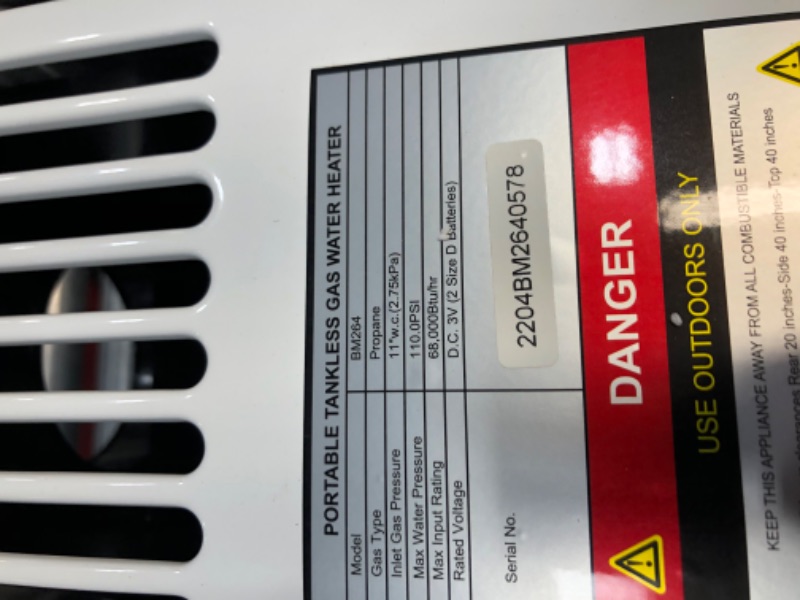 PORTABLE TANKLESS GAS WATER HEATER
Model BM264
Gas Type Propane
Inlet Gas Pressure 11"w.c.(2.75kPa)
Max Water Pressure 110.0PSI
Max Input Rating 68,000Btu/hr
Rated Voltage D.C. 3V (2 Size D Batteries)
Serial No. 2204BM2640578
DANGER
USE OUTDOORS ONLY
KEEP THIS APPLIANCE AWAY FROM ALL COMBUSTIBLE MATERIALS
Rear 20 inches-Side 40 inches-Top 40 inches